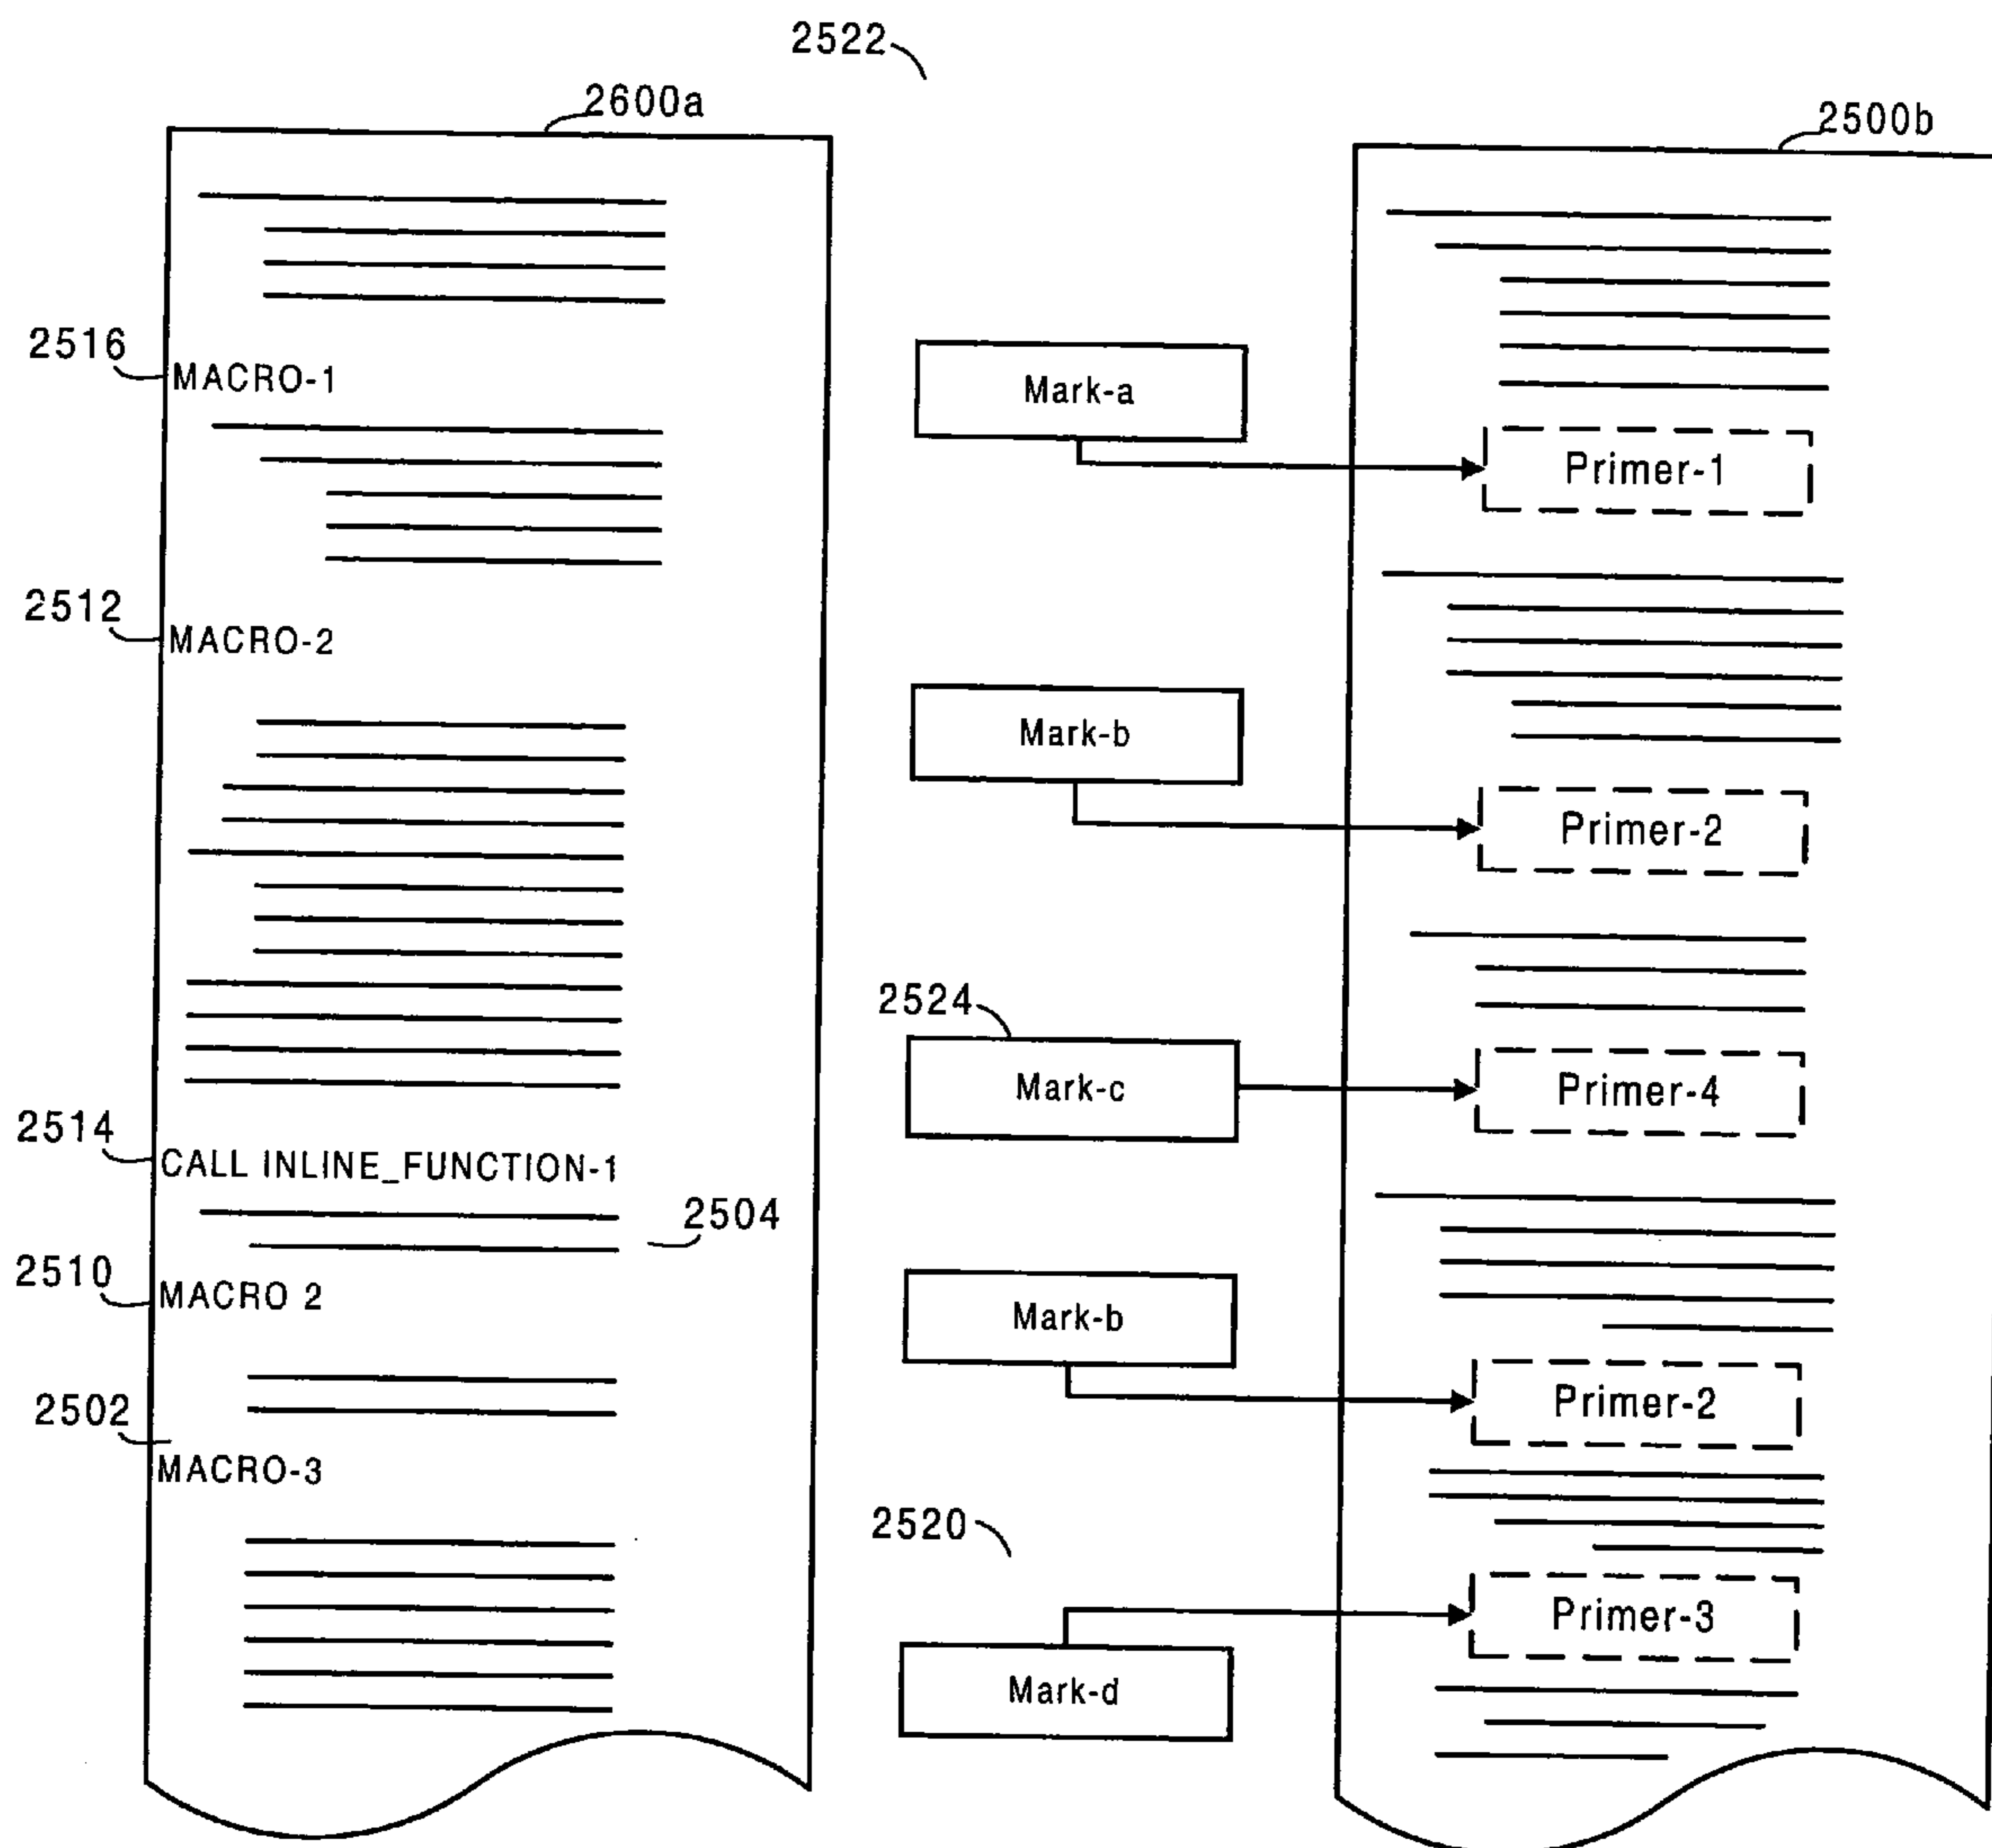 2522
2600a
2500b
2516
MACRO-1
Mark-a
Primer-1
2512
MACRO-2
Mark-b
Primer-2
2524
Mark-c
Primer-4
2514
CALL INLINE_FUNCTION-1
2504
2510
MACRO 2
Mark-b
Primer-2
2502
MACRO-3
2520
Primer-3
Mark-d